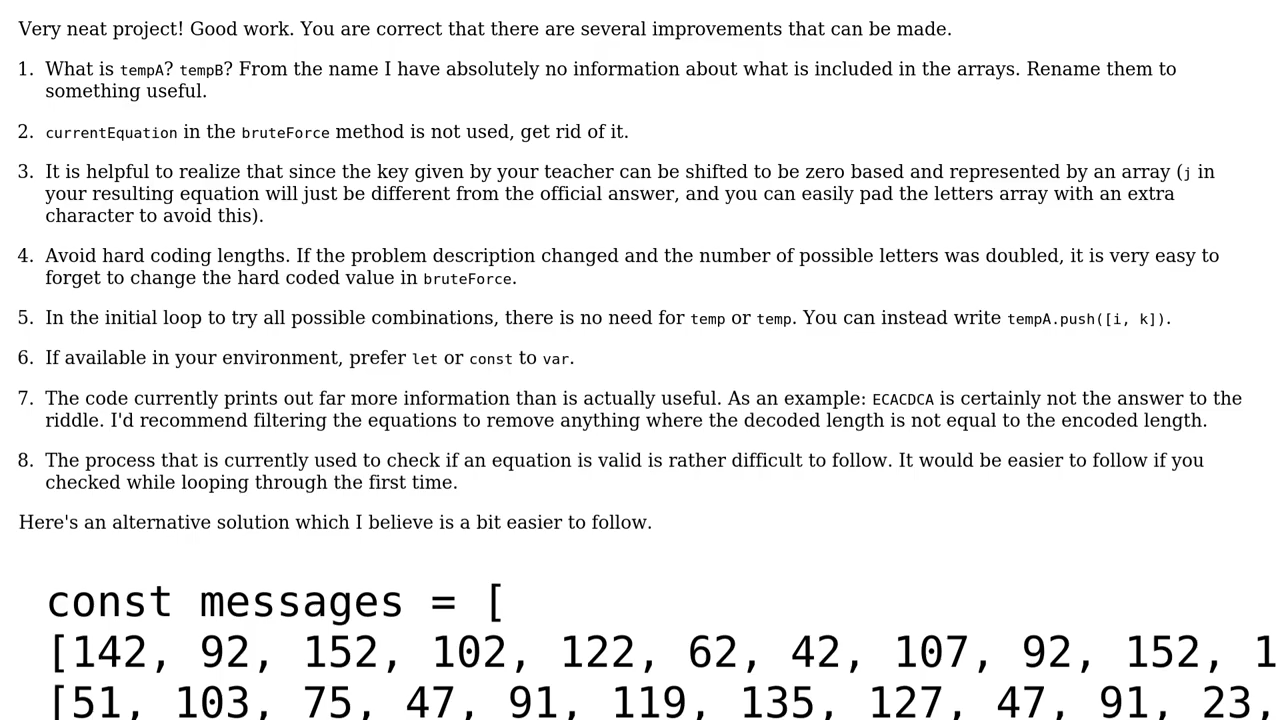 Very neat project! Good work. You are correct that there are several improvements that can be made.
1. What is tempA? tempB? From the name I have absolutely no information about what is included in the arrays. Rename them to
something useful.
2. currentEquation in the bruteForce method is not used, get rid of it.
3. It is helpful to realize that since the key given by your teacher can be shifted to be zero based and represented by an array (j in
your resulting equation will just be different from the official answer, and you can easily pad the letters array with an extra
character to avoid this).
4. Avoid hard coding lengths. If the problem description changed and the number of possible letters was doubled, it is very easy to
forget to change the hard coded value in bruteForce.
5. In the initial loop to try all possible combinations, there is no need for temp or temp. You can instead write tempA.push([i, k]).
6. If available in your environment, prefer let or const to var.
7. The code currently prints out far more information than is actually useful. As an example: ECACDCA is certainly not the answer to the
riddle. I'd recommend filtering the equations to remove anything where the decoded length is not equal to the encoded length.
8. The process that is currently used to check if an equation is valid is rather difficult to follow. It would be easier to follow if you
checked while looping through the first time.
Here's an alternative solution which I believe is a bit easier to follow.
const messages = [
[142, 92, 152, 102, 122, 62, 42, 107, 92, 152, 1
[51, 103, 75, 47, 91, 119, 135, 127, 47, 91, 23,